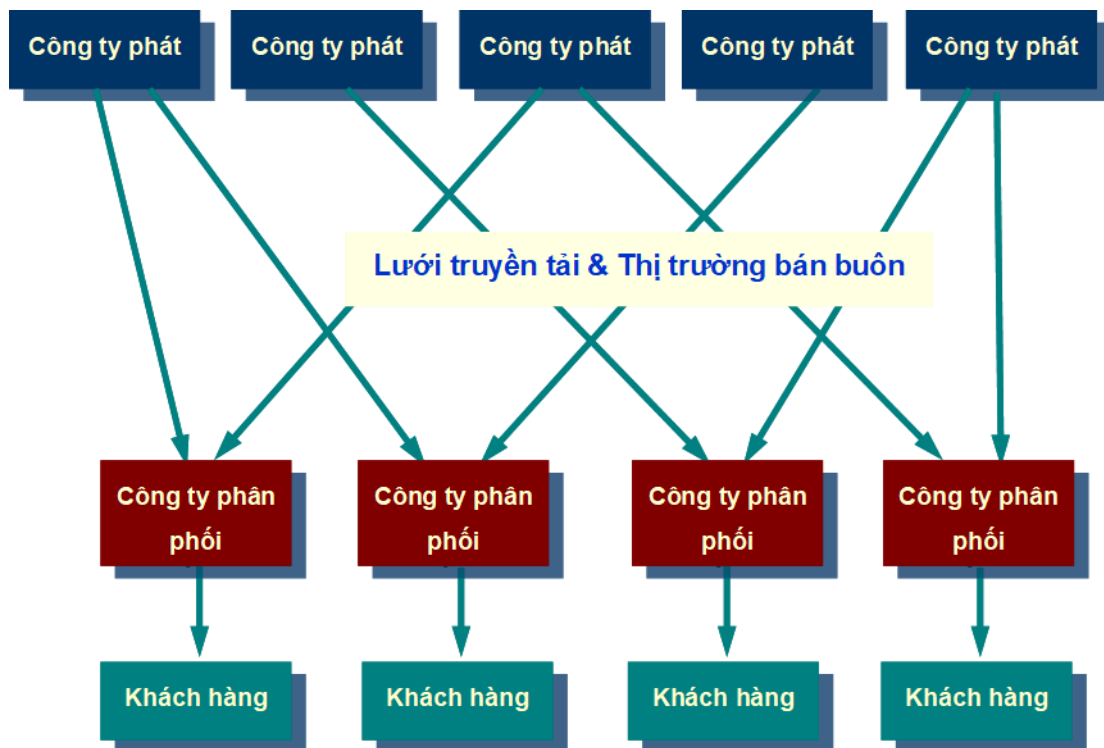 Công ty phát
Công ty phát
Công ty phát
Công ty phát
Công ty phát
Lưới truyền tải & Thị trường bán buôn
Công ty phân
phối
Công ty phân
phối
Công ty phân
phối
Công ty phân
phối
Khách hàng
Khách hàng
Khách hàng
Khách hàng